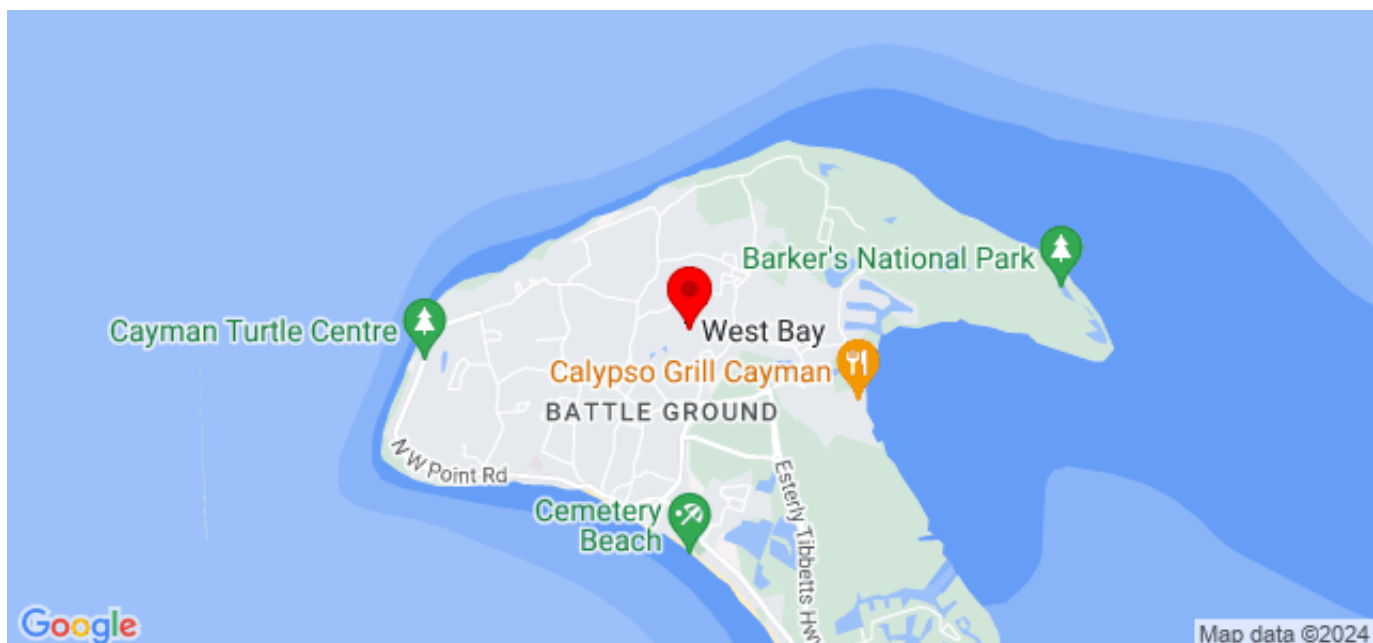 Barker's National Park
Cayman Turtle Centre
West Bay
Calypso Grill Cayman
BATTLE GROUND
NW Point Rd
Esterly Tibbetts Hwy
Cemetery
Beach
Google
Map data ©2024